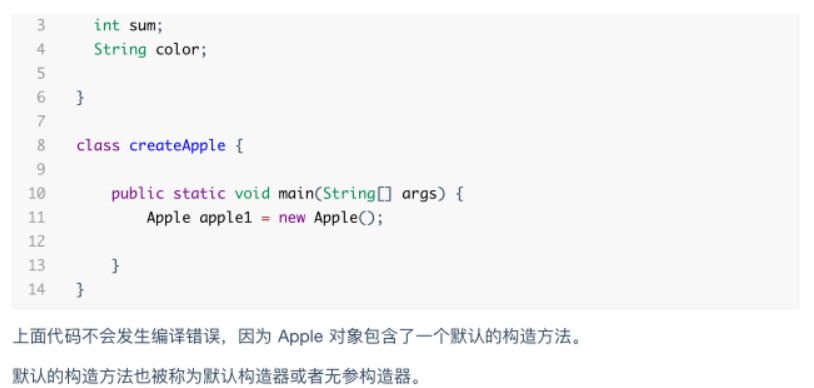 3 int sum;
4 String color;
5
6 }
7
8 class createApple {
9
10 public static void main(String[] args) {
11 Apple apple1 = new Apple();
12
13 }
14 }
上面代码不会发生编译错误，因为 Apple 对象包含了一个默认的构造方法。
默认的构造方法也被称为默认构造器或者无参构造器。